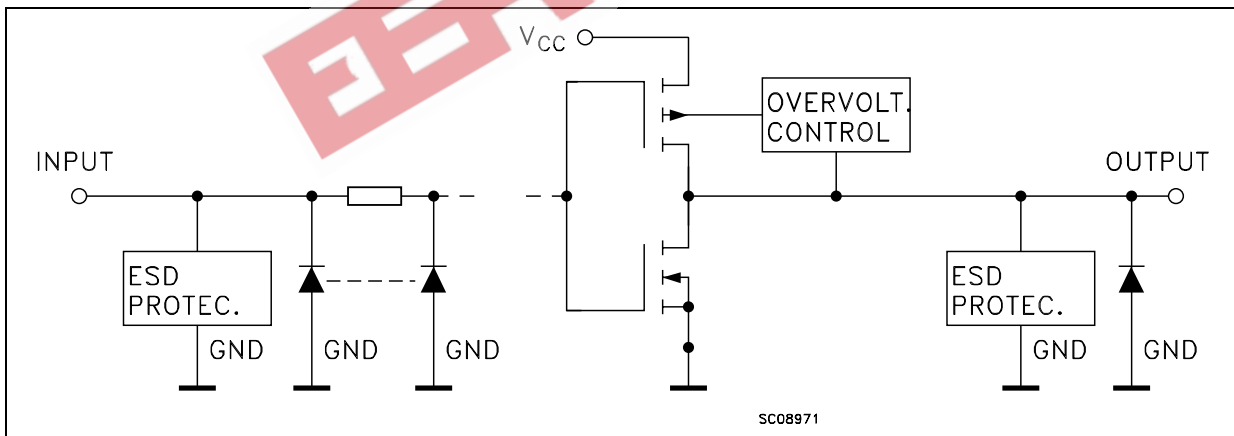 VCC
OVERVOLT.
CONTROL
INPUT
OUTPUT
ESD
PROTEC.
ESD
PROTEC.
GND
GND
GND
GND
GND
SC08971